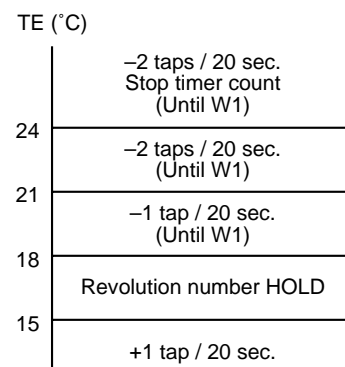 TE (˚C)
–2 taps / 20 sec.
Stop timer count
(Until W1)
24
–2 taps / 20 sec.
(Until W1)
21
–1 tap / 20 sec.
(Until W1)
18
Revolution number HOLD
15
+1 tap / 20 sec.